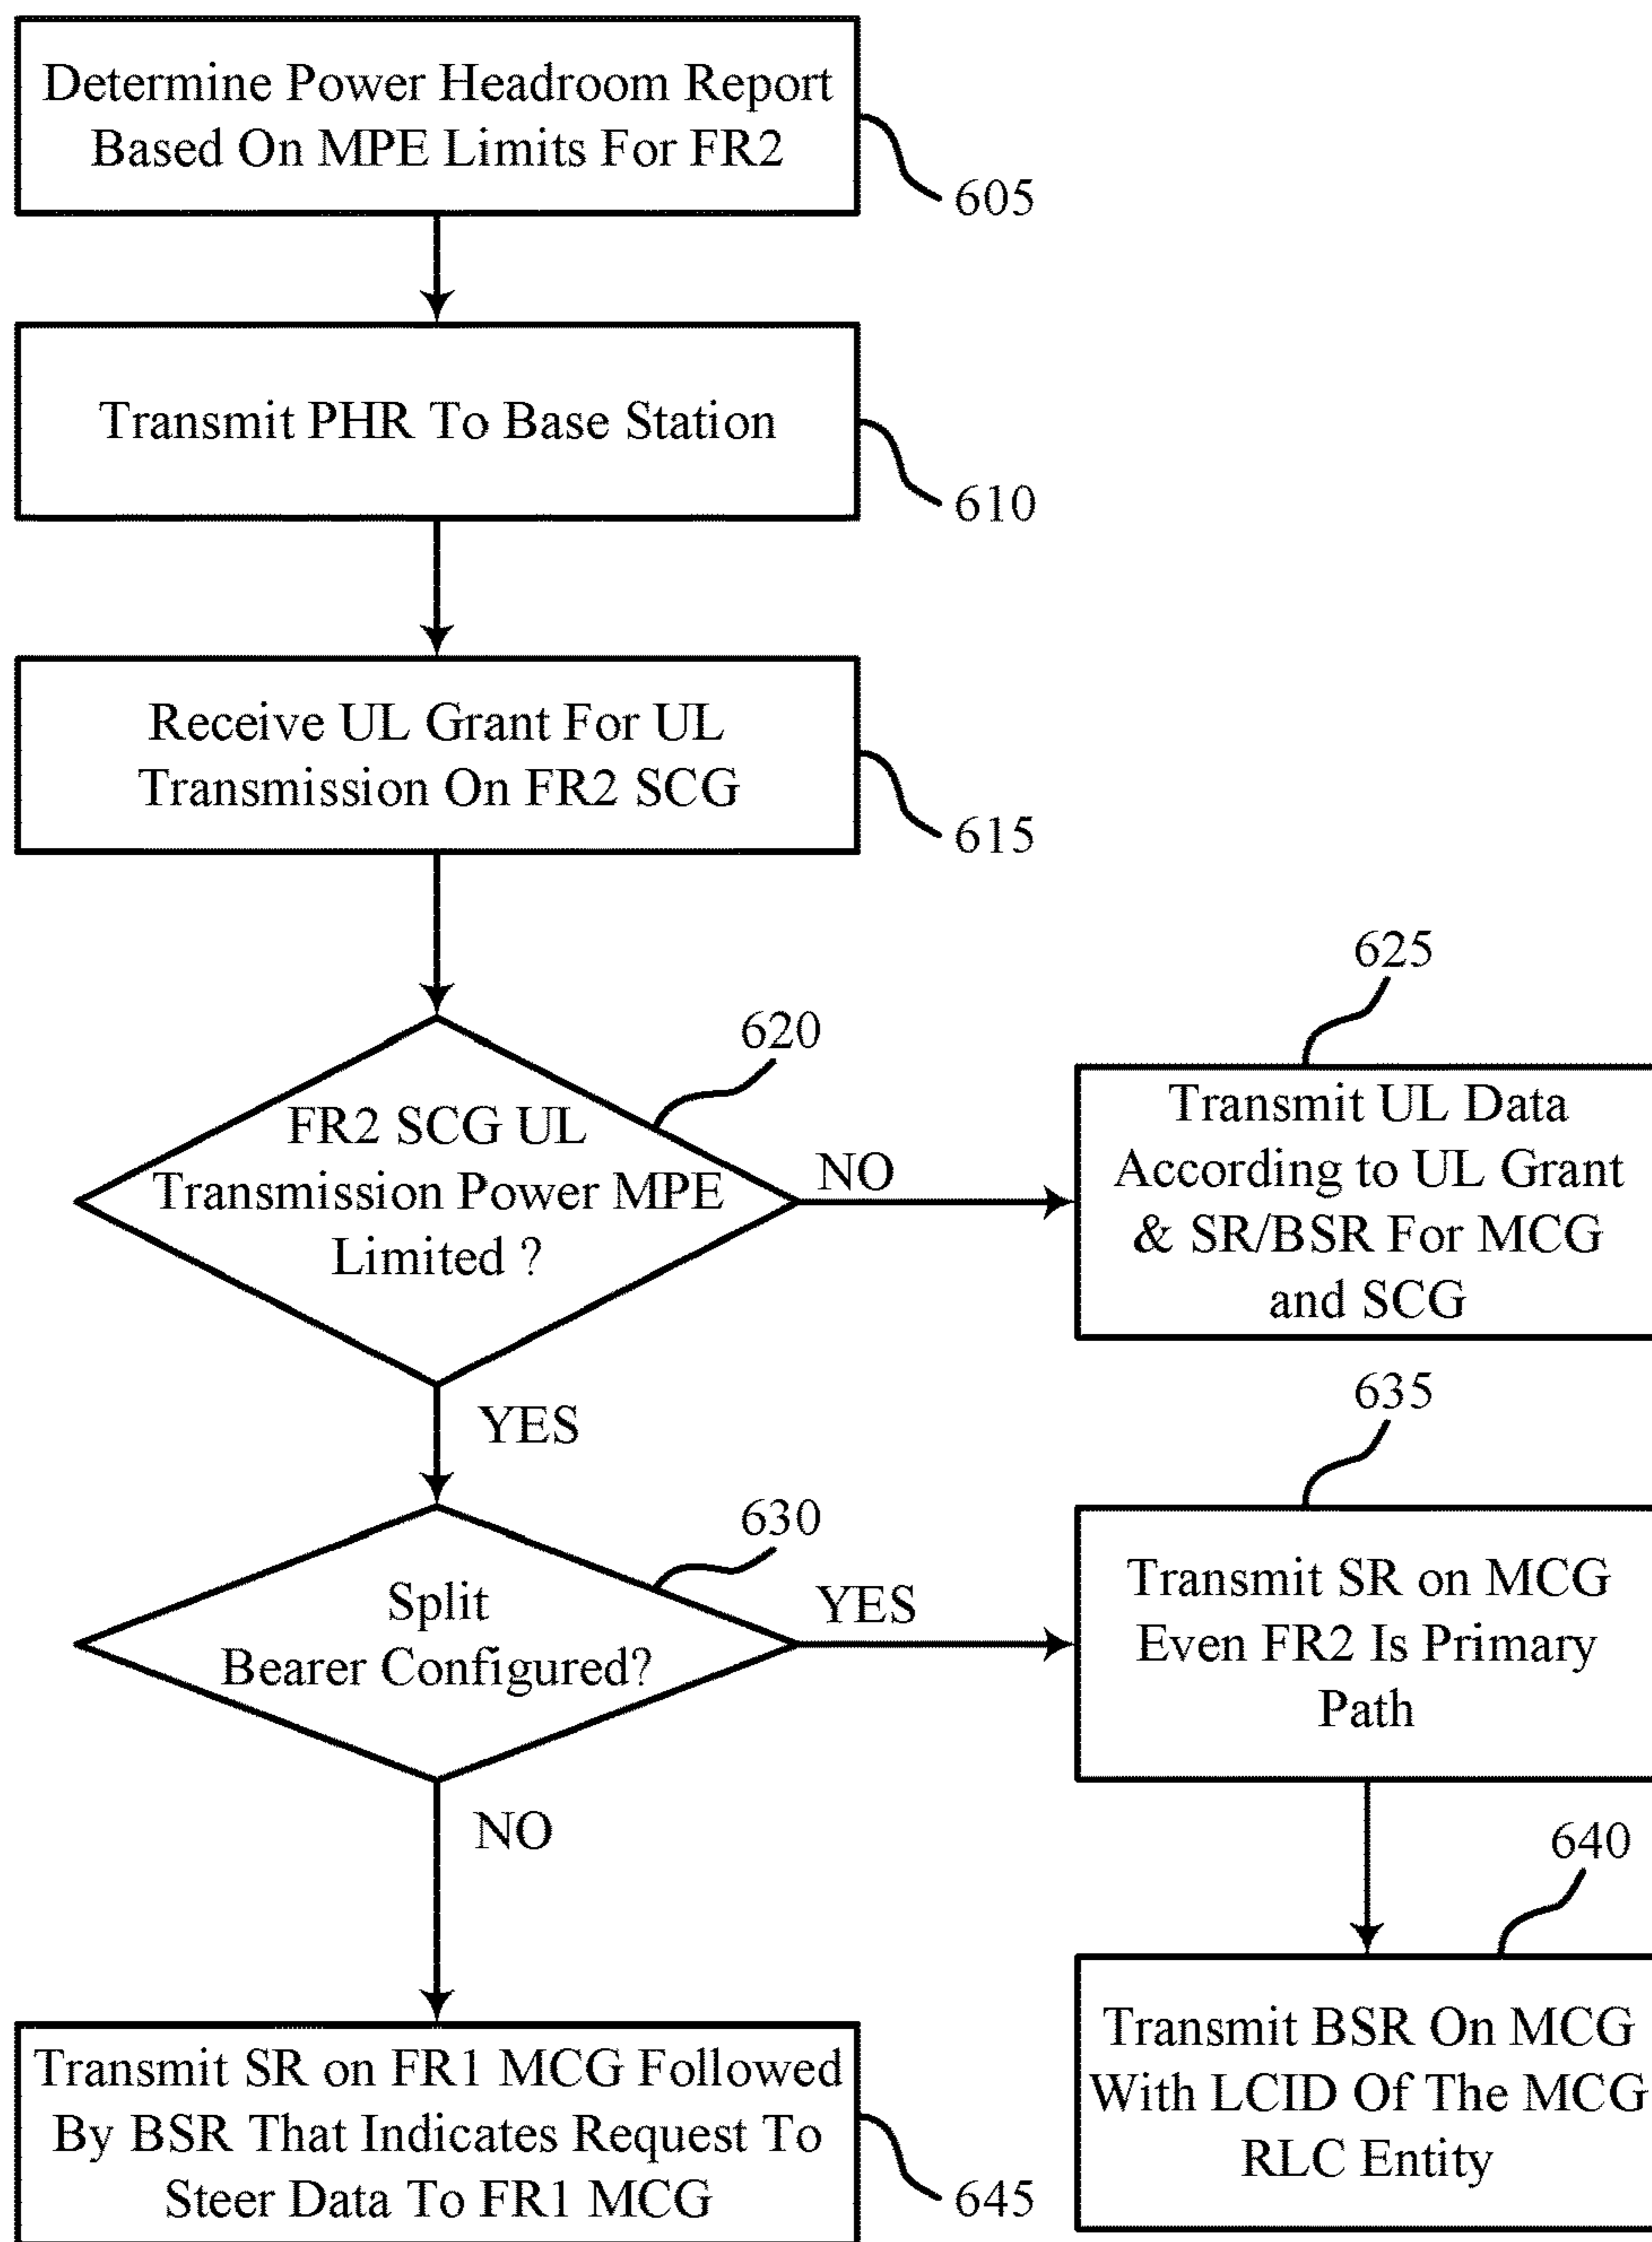 Determine Power Headroom Report
Based On MPE Limits For FR2
605
Transmit PHR To Base Station
610
Receive UL Grant For UL
Transmission On FR2 SCG
615
620
FR2 SCG UL
Transmission Power MPE
Limited ?
NO
625
Transmit UL Data
According to UL Grant
& SR/BSR For MCG
and SCG
YES
630
Split
Bearer Configured?
YES
635
Transmit SR on MCG
Even FR2 Is Primary
Path
NO
640
Transmit BSR On MCG
With LCID Of The MCG
RLC Entity
Transmit SR on FR1 MCG Followed
By BSR That Indicates Request To
Steer Data To FR1 MCG
645